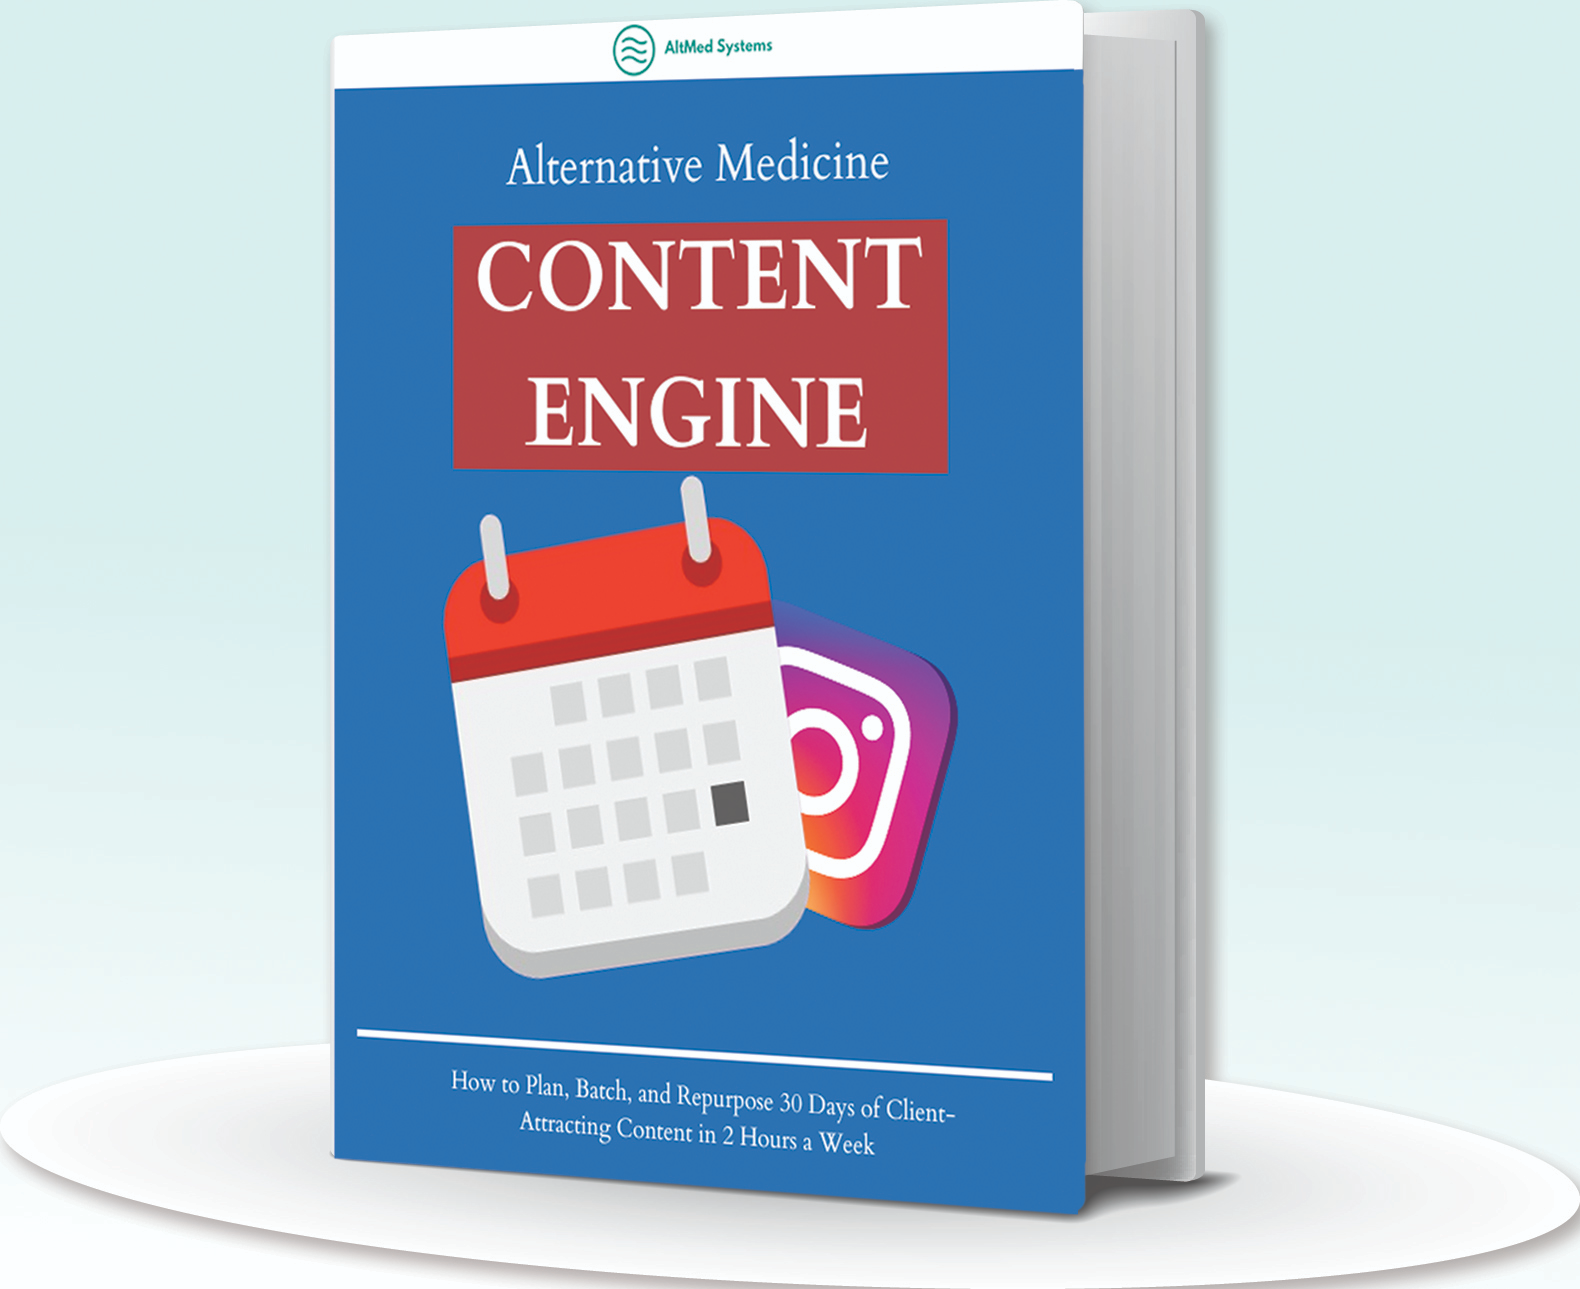 AltMed Systems
Alternative Medicine
CONTENT
ENGINE
How to Plan, Batch, and Repurpose 30 Days of Client-
Attracting Content in 2 Hours a Week